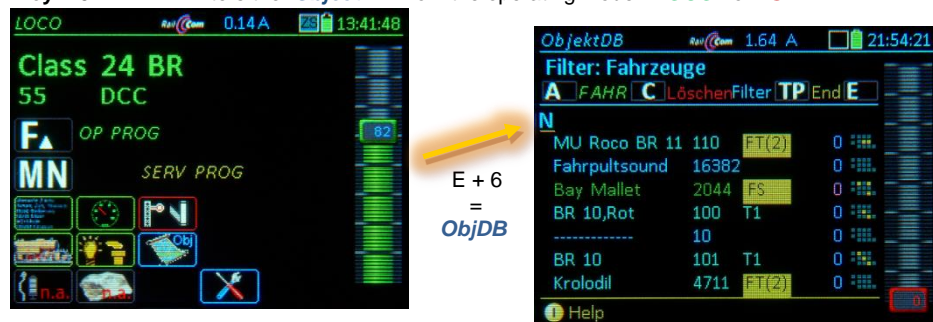 LOCO RailCom 0.14 A ZS 13:41:48
Class 24 BR
55 DCC
F OP PROG
MN SERV PROG
82
Obj
n.a. n.a.
E + 6
=
ObjDB
ObjektDB RailCom 1.64 A 21:54:21
Filter: Fahrzeuge
A FAHR C Löschen Filter TP End E
N
MU Roco BR 11 110 FT(2) 0
Fahrpultsound 16382 0
Bay Mallet 2044 FS 0
BR 10,Rot 100 T1 0
------------ 10 0
BR 10 101 T1 0
Krolodil 4711 FT(2) 0
0
Help